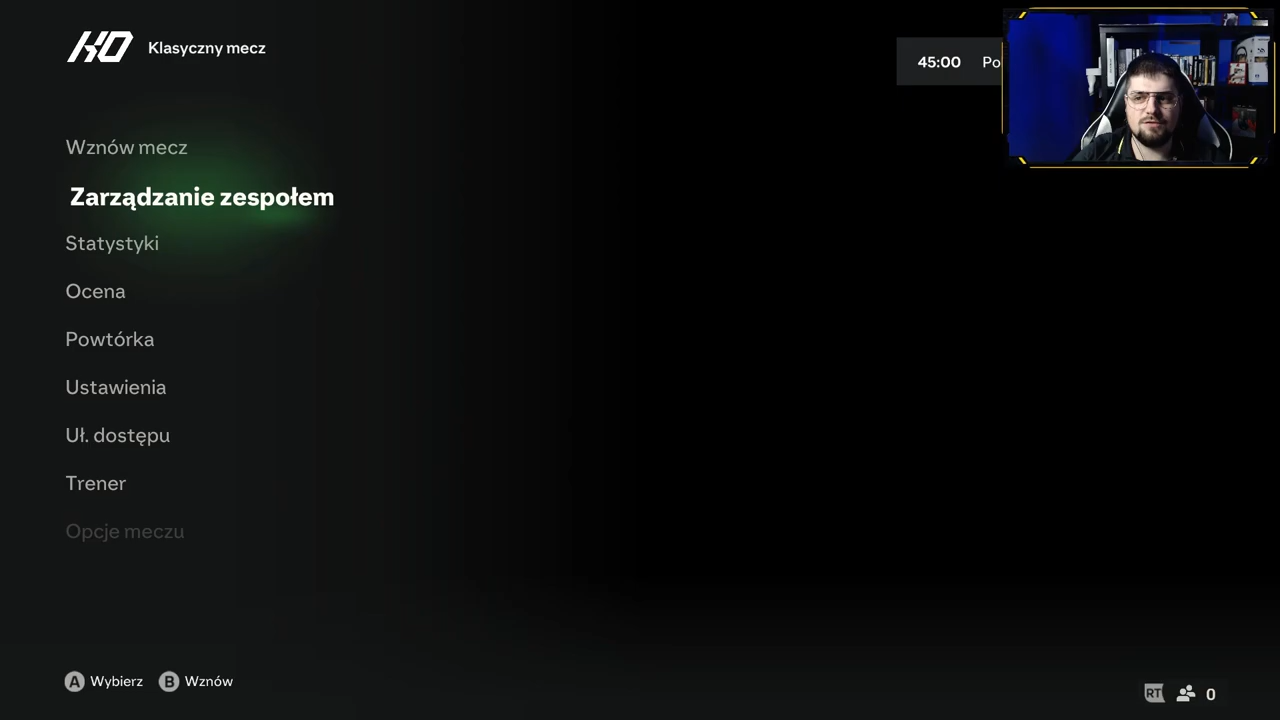 KO Klasyczny mecz
45:00 Po
Wznów mecz
Zarządzanie zespołem
Statystyki
Ocena
Powtórka
Ustawienia
Uł. dostępu
Trener
Opcje meczu
A Wybierz B Wznów
RT 0